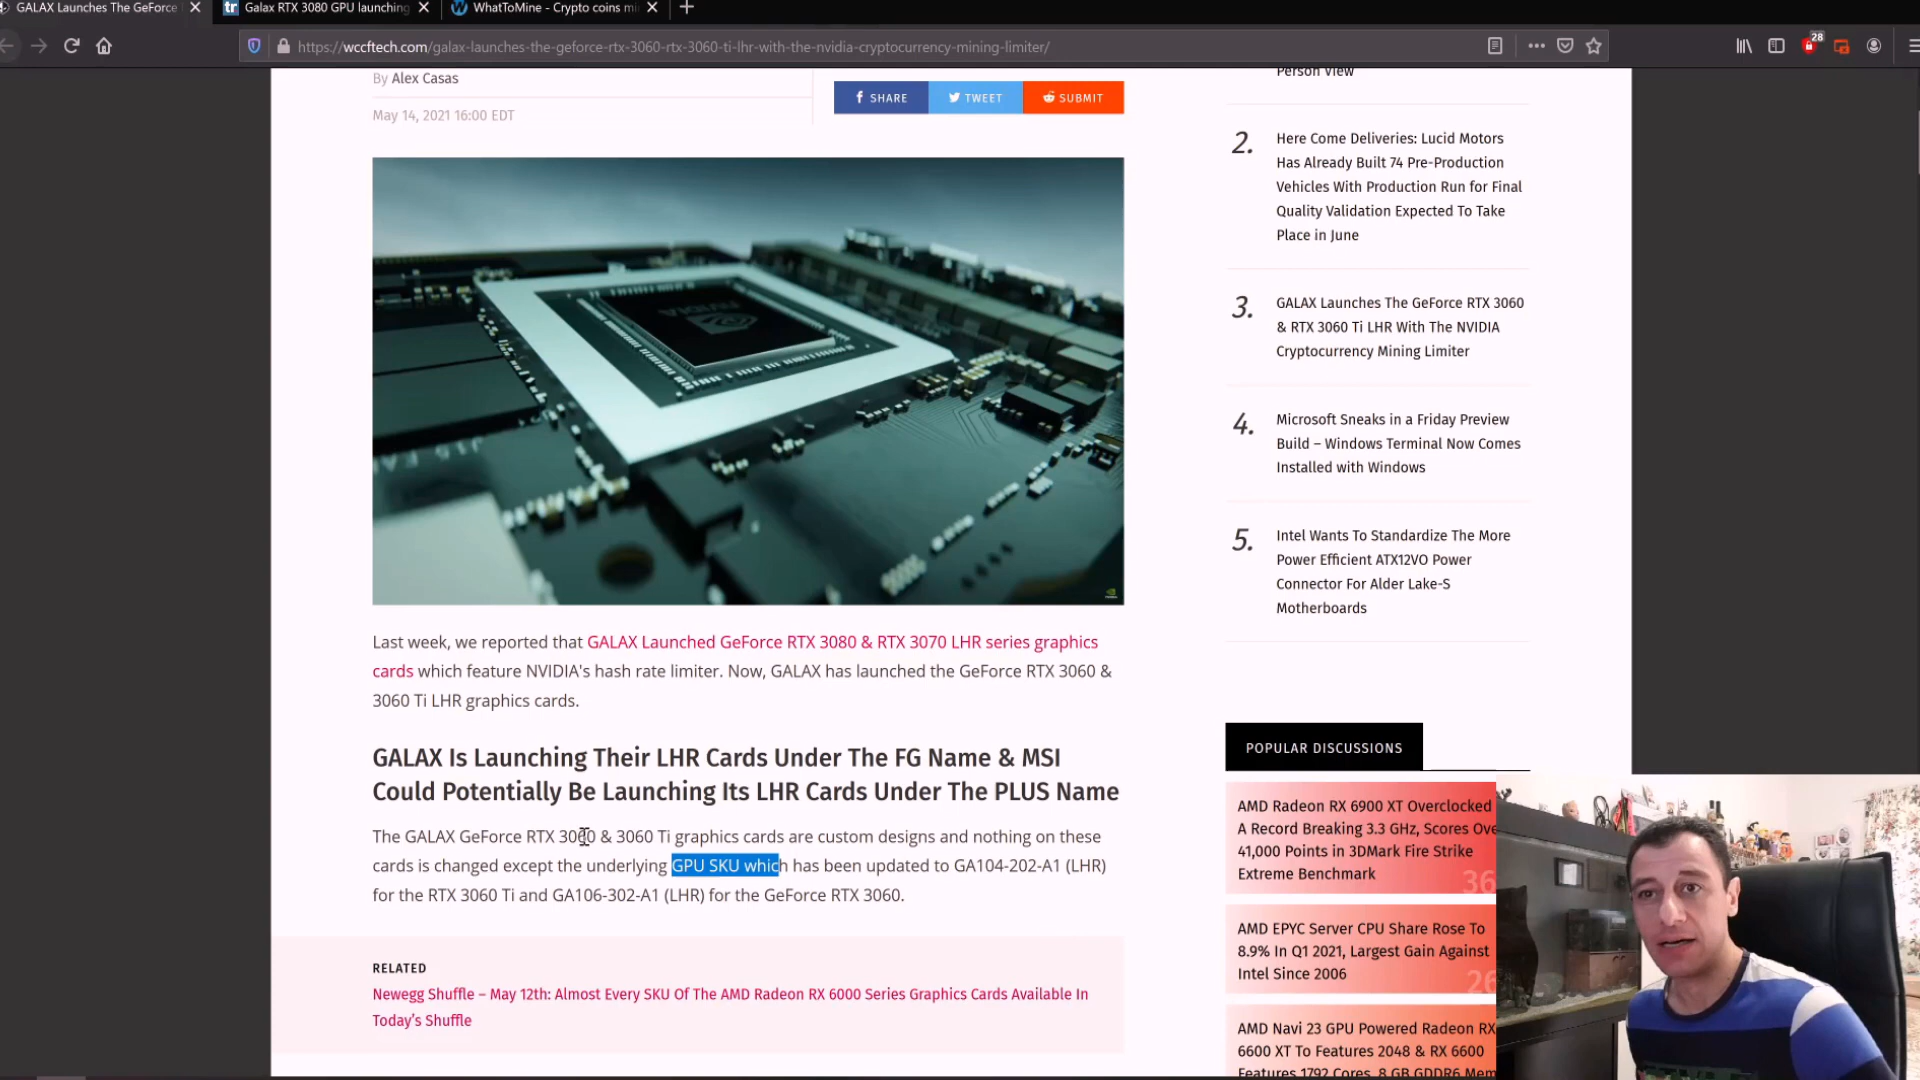 GALAX Launches The GeForce
Galax RTX 3080 GPU launching
WhatToMine - Crypto coins mi
https://wccftech.com/galax-launches-the-geforce-rtx-3060-rtx-3060-ti-lhr-with-the-nvidia-cryptocurrency-mining-limiter/
28
By Alex Casas
May 14, 2021 16:00 EDT
SHARE
TWEET
SUBMIT
NVIDIA
Last week, we reported that GALAX Launched GeForce RTX 3080 & RTX 3070 LHR series graphics
cards which feature NVIDIA's hash rate limiter. Now, GALAX has launched the GeForce RTX 3060 &
3060 Ti LHR graphics cards.
GALAX Is Launching Their LHR Cards Under The FG Name & MSI
Could Potentially Be Launching Its LHR Cards Under The PLUS Name
The GALAX GeForce RTX 3060 & 3060 Ti graphics cards are custom designs and nothing on these
cards is changed except the underlying GPU SKU which has been updated to GA104-202-A1 (LHR)
for the RTX 3060 Ti and GA106-302-A1 (LHR) for the GeForce RTX 3060.
RELATED
Newegg Shuffle – May 12th: Almost Every SKU Of The AMD Radeon RX 6000 Series Graphics Cards Available In
Today's Shuffle
Person View
2.
Here Come Deliveries: Lucid Motors
Has Already Built 74 Pre-Production
Vehicles With Production Run for Final
Quality Validation Expected To Take
Place in June
3.
GALAX Launches The GeForce RTX 3060
& RTX 3060 Ti LHR With The NVIDIA
Cryptocurrency Mining Limiter
4.
Microsoft Sneaks in a Friday Preview
Build – Windows Terminal Now Comes
Installed with Windows
5.
Intel Wants To Standardize The More
Power Efficient ATX12VO Power
Connector For Alder Lake-S
Motherboards
POPULAR DISCUSSIONS
AMD Radeon RX 6900 XT Overclocked
A Record Breaking 3.3 GHz, Scores Ove
41,000 Points in 3DMark Fire Strike
Extreme Benchmark
36
AMD EPYC Server CPU Share Rose To
8.9% In Q1 2021, Largest Gain Against
Intel Since 2006
26
AMD Navi 23 GPU Powered Radeon RX
6600 XT To Features 2048 & RX 6600
Features 1792 Cores, 8 GB GDDR6 Mem